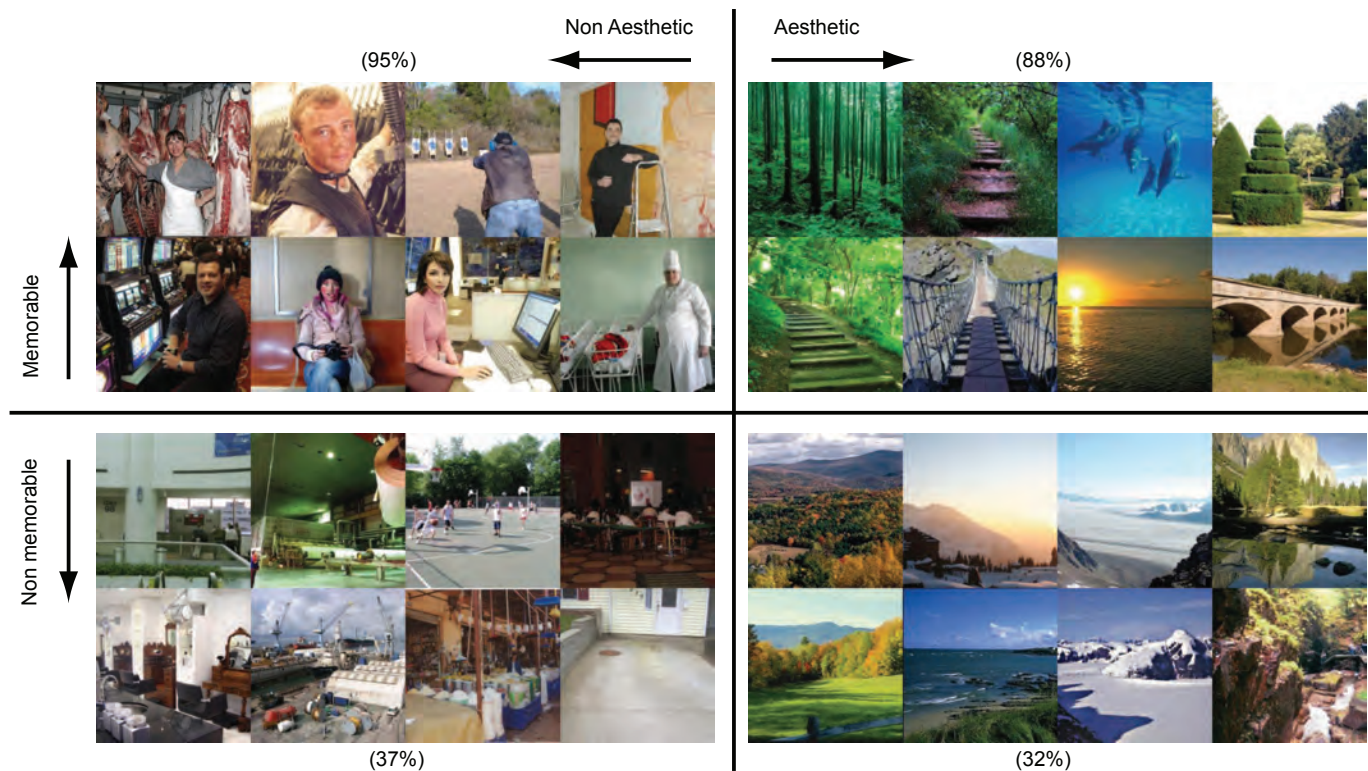 Non Aesthetic
Aesthetic
(95%)
(88%)
Memorable
Non memorable
(37%)
(32%)